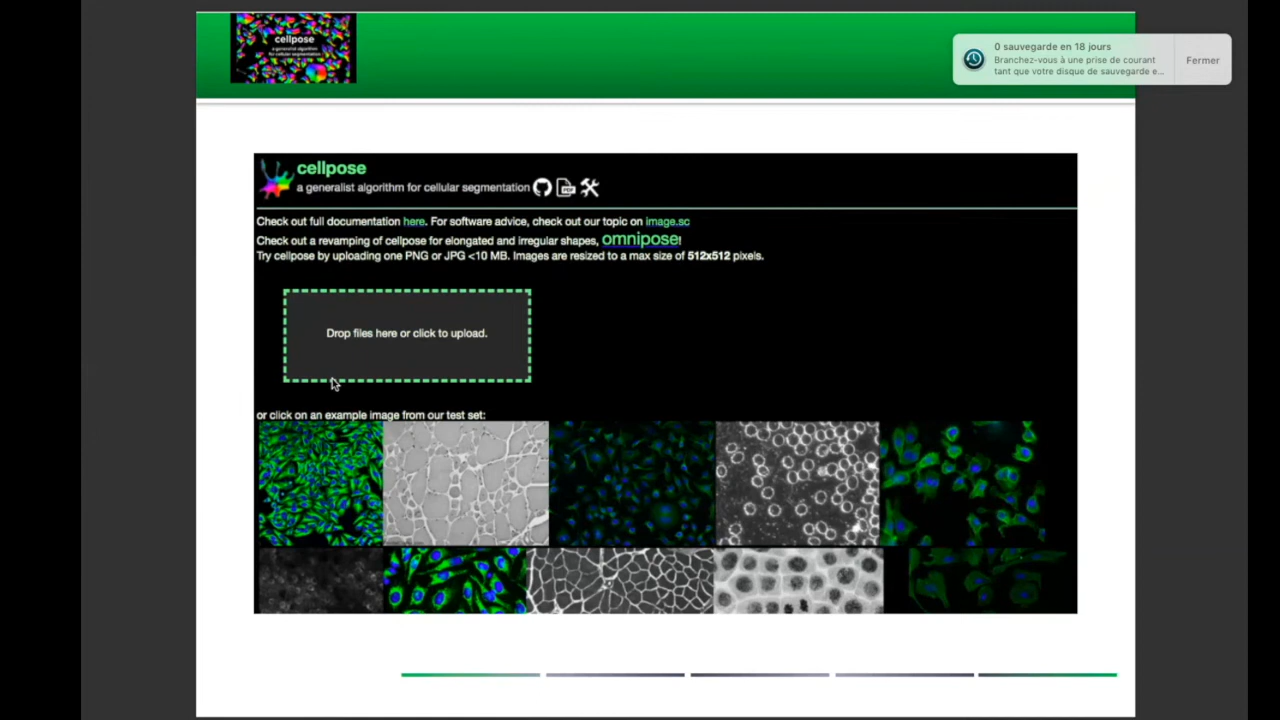 cellpose
a generalist algorithm
for cellular segmentation
0 sauvegarde en 18 jours
Branchez-vous à une prise de courant
tant que votre disque de sauvegarde e...
Fermer
cellpose
a generalist algorithm for cellular segmentation
PDF
Check out full documentation here. For software advice, check out our topic on image.sc
Check out a revamping of cellpose for elongated and irregular shapes, omnipose!
Try cellpose by uploading one PNG or JPG <10 MB. Images are resized to a max size of 512x512 pixels.
Drop files here or click to upload.
or click on an example image from our test set: